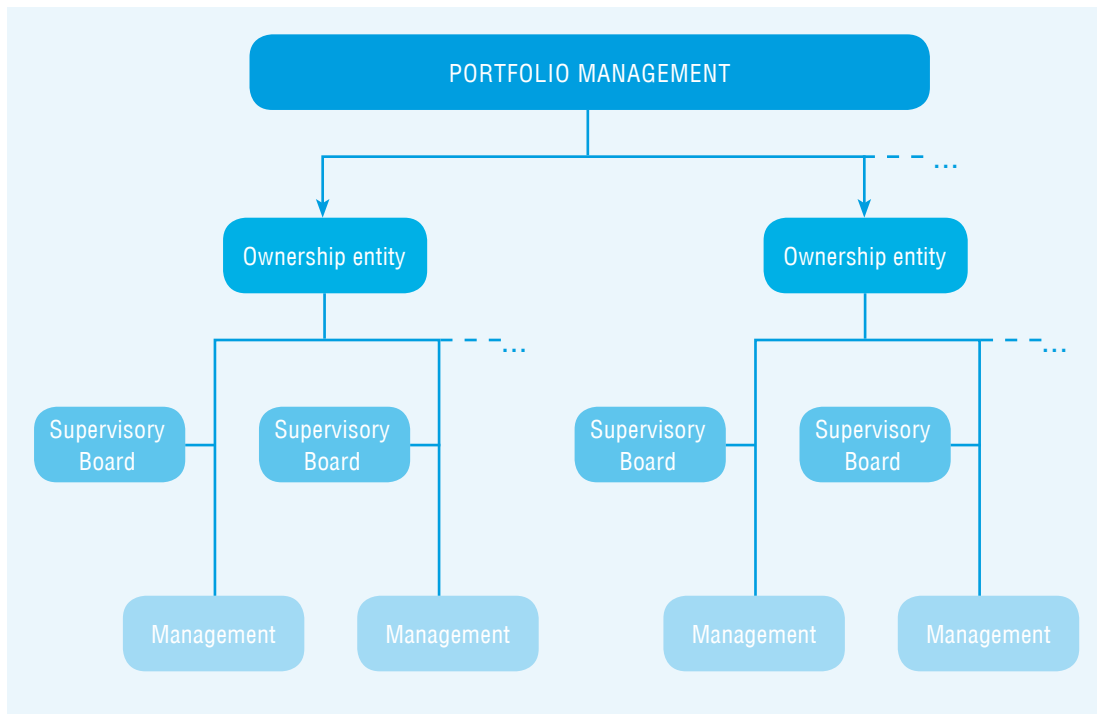 PORTFOLIO MANAGEMENT
...
Ownership entity
Ownership entity
...
...
Supervisory
Board
Supervisory
Board
Supervisory
Board
Supervisory
Board
Management
Management
Management
Management